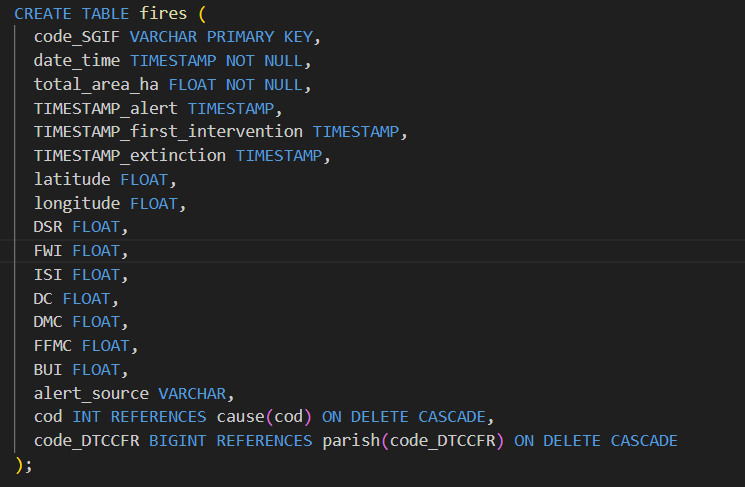 CREATE TABLE fires (
code_SGIF VARCHAR PRIMARY KEY,
date_time TIMESTAMP NOT NULL,
total_area_ha FLOAT NOT NULL,
TIMESTAMP_alert TIMESTAMP,
TIMESTAMP_first_intervention TIMESTAMP,
TIMESTAMP_extinction TIMESTAMP,
latitude FLOAT,
longitude FLOAT,
DSR FLOAT,
FWI FLOAT,
ISI FLOAT,
DC FLOAT,
DMC FLOAT,
FFMC FLOAT,
BUI FLOAT,
alert_source VARCHAR,
cod INT REFERENCES cause(cod) ON DELETE CASCADE,
code_DTCCFR BIGINT REFERENCES parish(code_DTCCFR) ON DELETE CASCADE
);